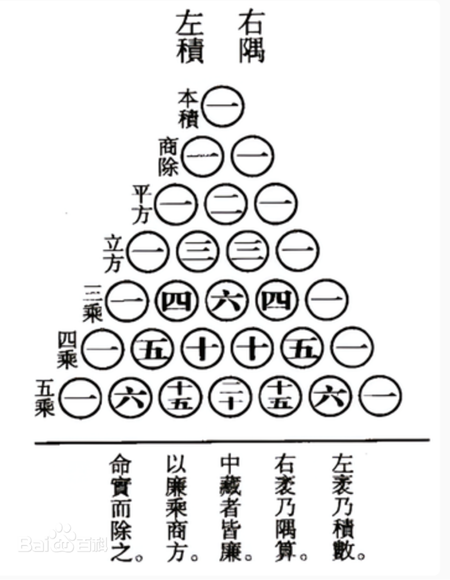 右隅
左積
本積 一
商除 一 一
平方 一 二 一
立方 一 三 三 一
三乘 一 四 六 四 一
四乘 一 五 十 十 五 一
五乘 一 六 十五 二十 十五 六 一
左袤乃積數。
右袤乃隅算。
中藏者皆廉。
以廉乘商方。
命實而除之。
Bai百科